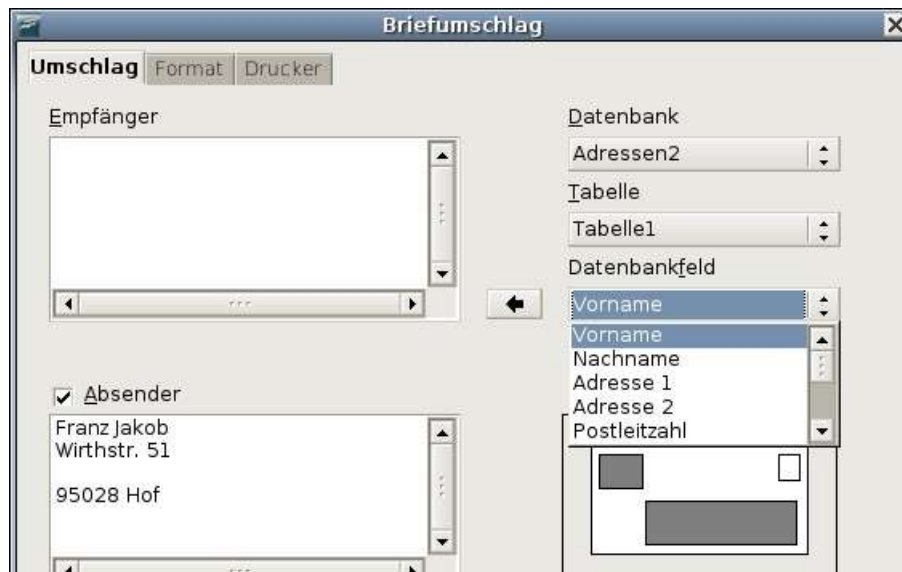 Briefumschlag
Umschlag Format Drucker
Empfänger
Datenbank
Adressen2
Tabelle
Tabelle1
Datenbankfeld
Vorname
Vorname
Nachname
Adresse 1
Adresse 2
Postleitzahl
Absender
Franz Jakob
Wirthstr. 51
95028 Hof